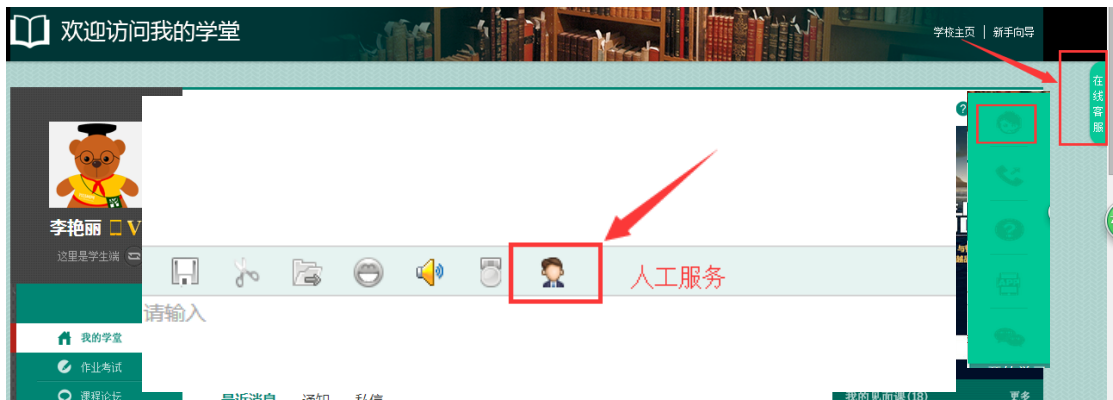 欢迎访问我的学堂
学校主页 | 新手向导
在线客服
李艳丽 V
这里是学生端
人工服务
请输入
我的学堂
作业考试
课程论坛
最近消息 通知 私信
我的见面课(18) 更多